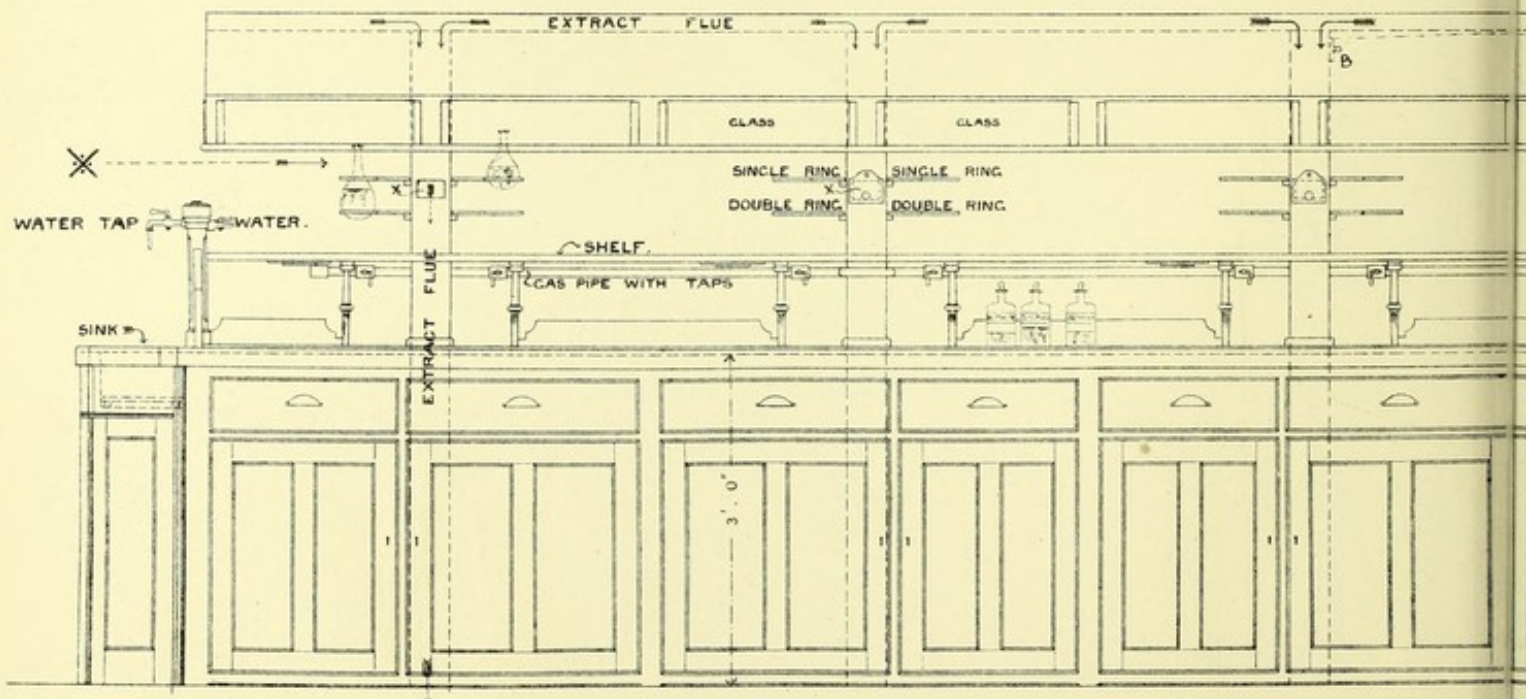 EXTRACT FLUE
B
GLASS GLASS
SINGLE RING SINGLE RING
X X
DOUBLE RING DOUBLE RING
WATER TAP WATER.
SHELF.
GAS PIPE WITH TAPS
EXTRACT FLUE
SINK
3'.0"